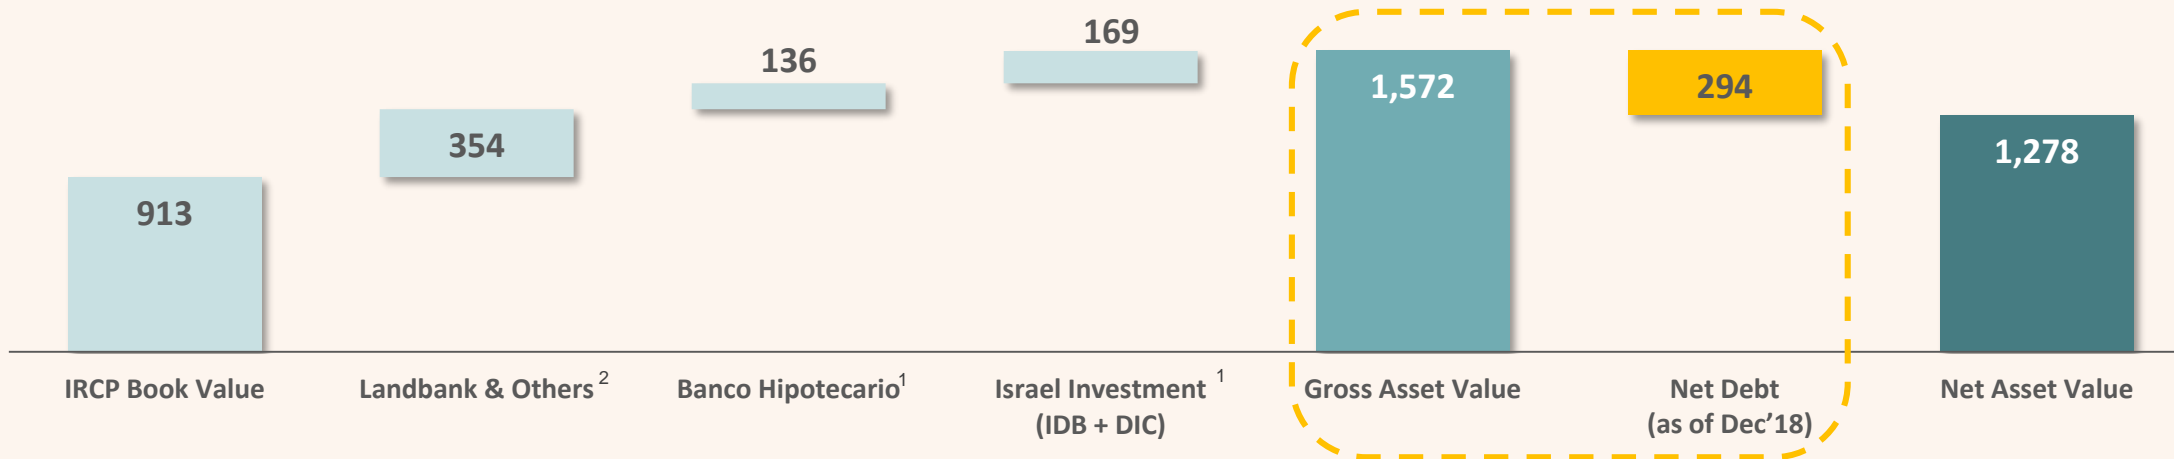 913
354
136
169
1,572
294
1,278
IRCP Book Value
Landbank & Others 2
Banco Hipotecario1
Israel Investment 1
(IDB + DIC)
Gross Asset Value
Net Debt
(as of Dec’18)
Net Asset Value